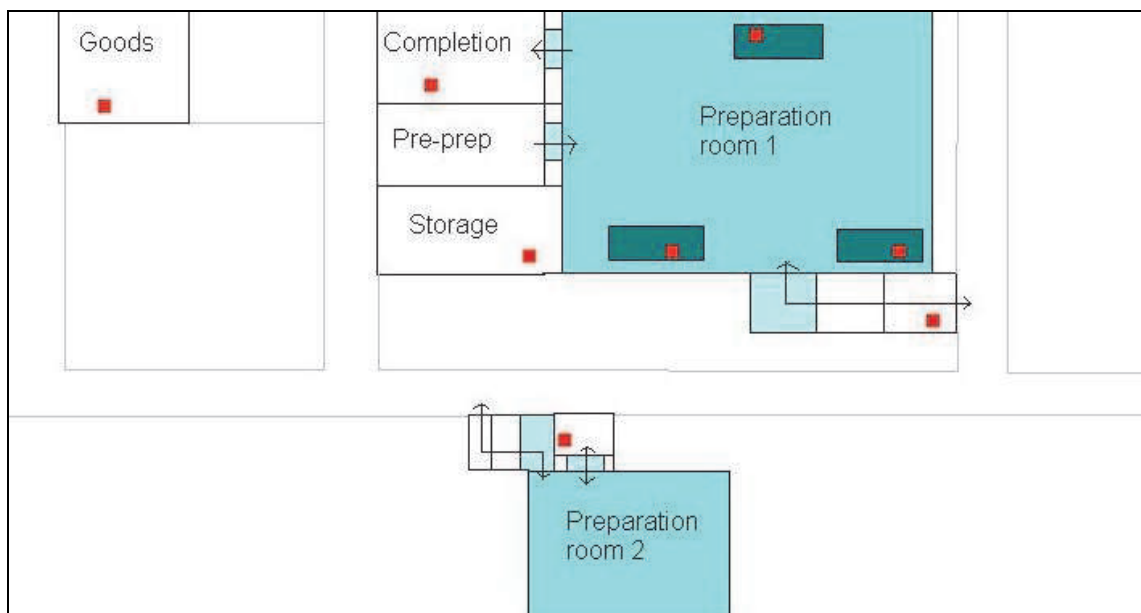 Goods
Completion
Preparation
room 1
Pre-prep
Storage
Preparation
room 2